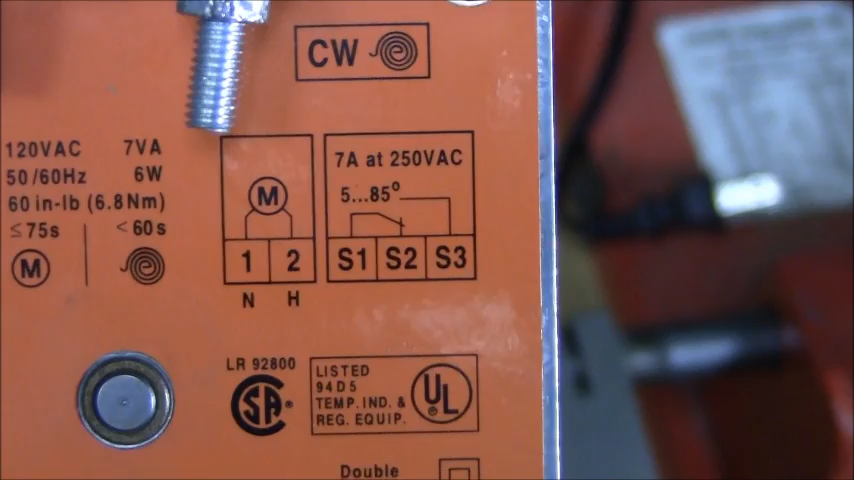 CW
120VAC 7VA
50/60Hz 6W
60 in-lb (6.8Nm)
≤75s <60s
M
M
1 2
N H
7A at 250VAC
5...85°
S1 S2 S3
LR 92800
SA®
LISTED
94D5
TEMP. IND. &
REG. EQUIP.
UL®
Double